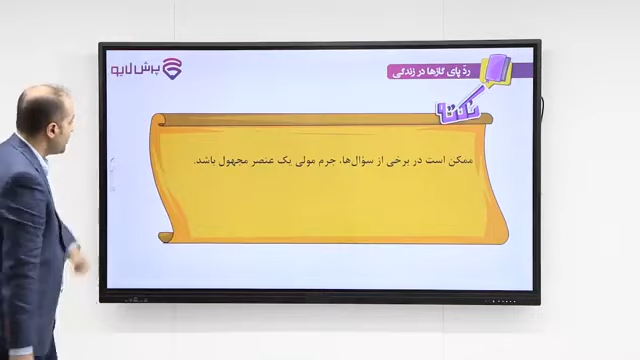 پرش لایو
ردّ پای گازها در زندگی
نکته
ممکن است در برخی از سؤال‌ها، جرم مولی یک عنصر مجهول باشد.